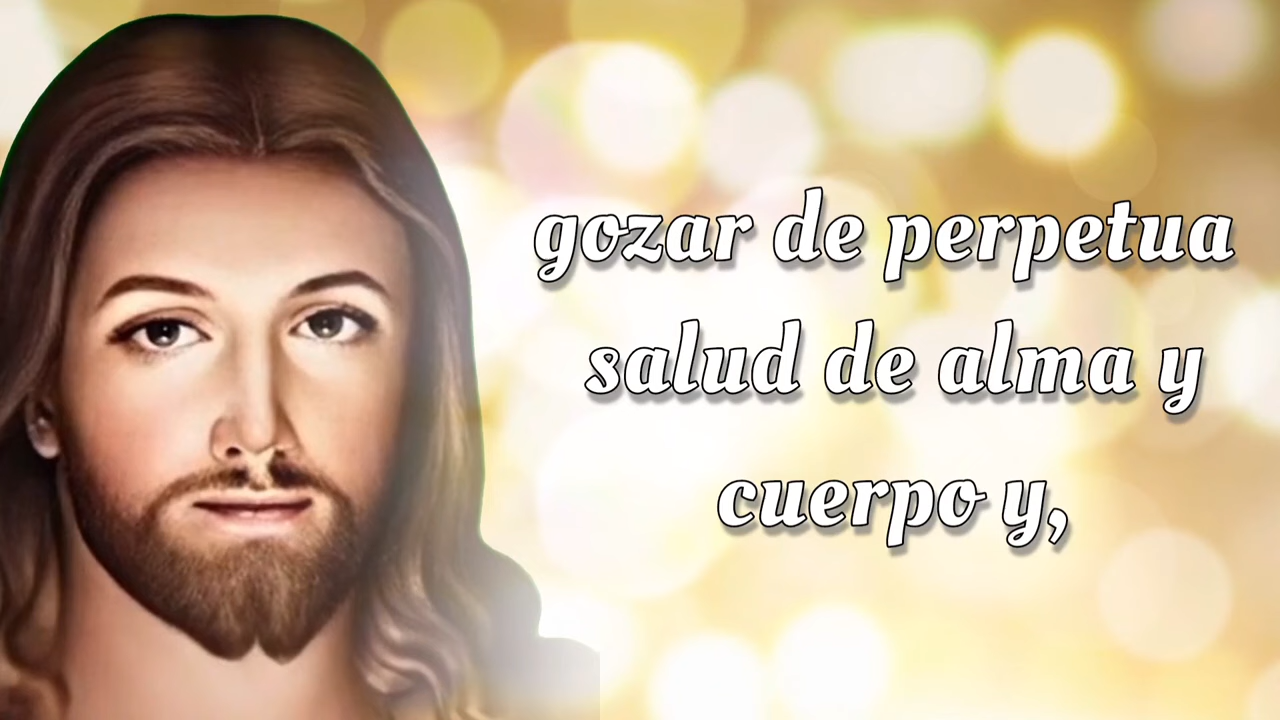 gozar de perpetua
salud de alma y
cuerpo y,